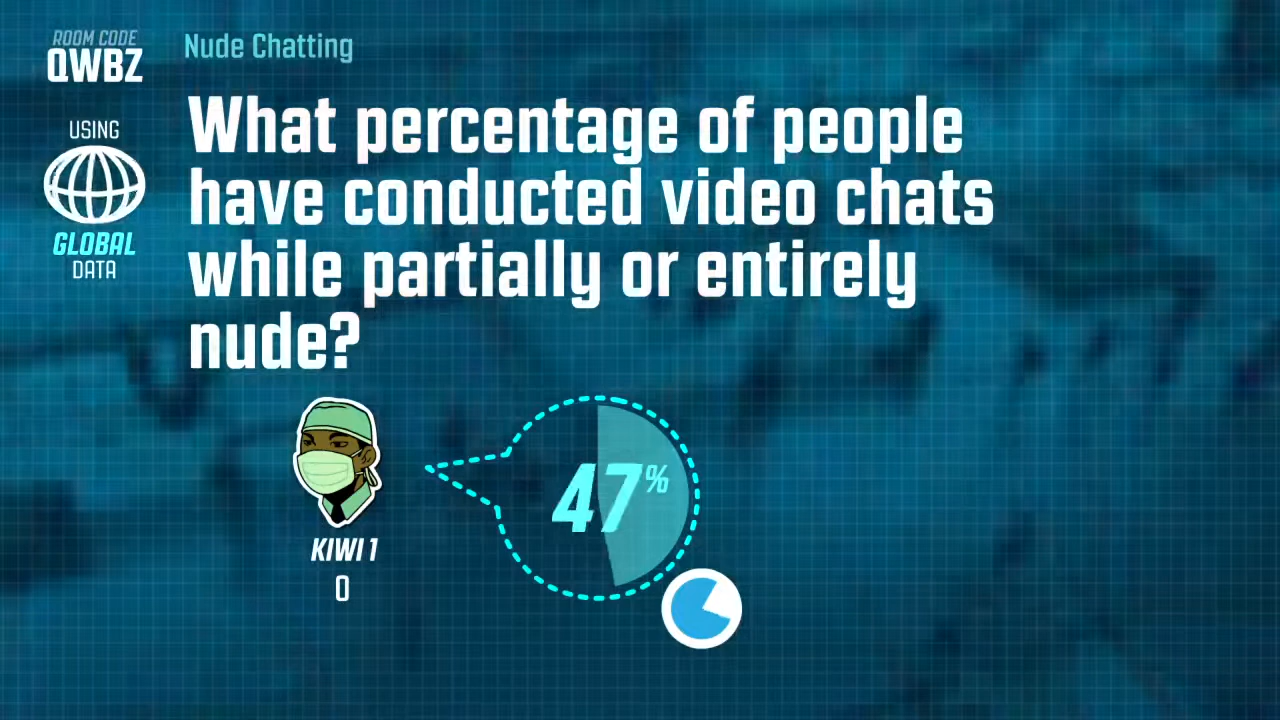 ROOM CODE
QWBZ
Nude Chatting
USING
GLOBAL
DATA
What percentage of people
have conducted video chats
while partially or entirely
nude?
47%
KIWI 1
0